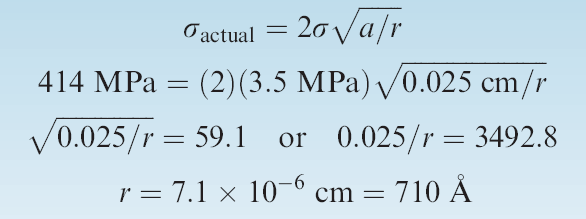 σactual = 2σ√a/r
414 MPa = (2)(3.5 MPa)√0.025 cm/r
√0.025/r = 59.1 or 0.025/r = 3492.8
r = 7.1 × 10⁻⁶ cm = 710 Å